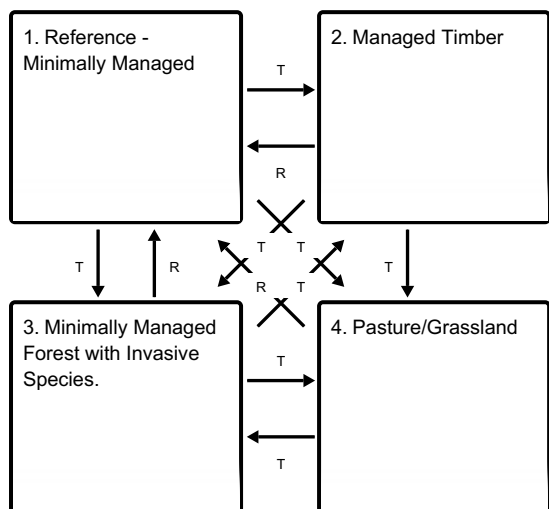 1. Reference -
Minimally Managed
2. Managed Timber
T
R
T
R
T
T
T
R
T
3. Minimally Managed
Forest with Invasive
Species.
4. Pasture/Grassland
T
T